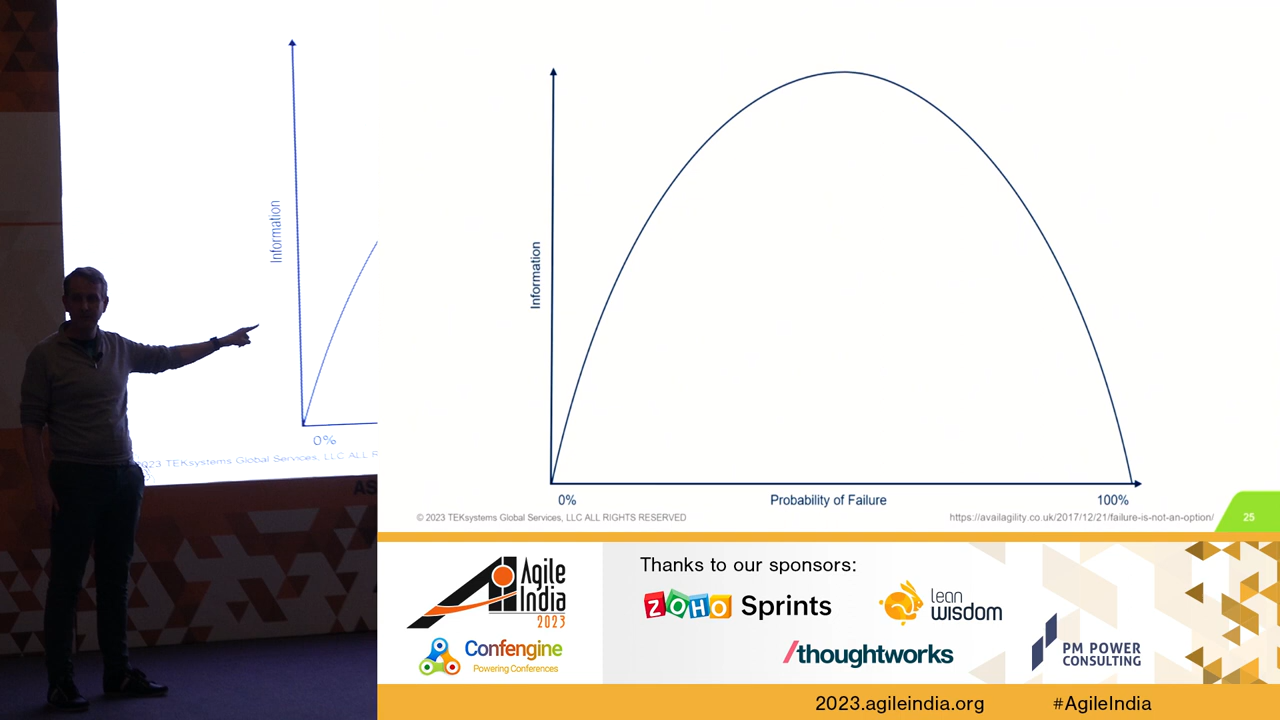 Information
0%
2023 TEKsystems Global Services, LLC ALL R
AS
Information
0%
Probability of Failure
100%
© 2023 TEKsystems Global Services, LLC ALL RIGHTS RESERVED
https://availagility.co.uk/2017/12/21/failure-is-not-an-option/
25
Agile
India
2023
Confengine
Powering Conferences
Thanks to our sponsors:
ZOHO Sprints
lean
wisdom
/thoughtworks
PM POWER
CONSULTING
2023.agileindia.org
#AgileIndia